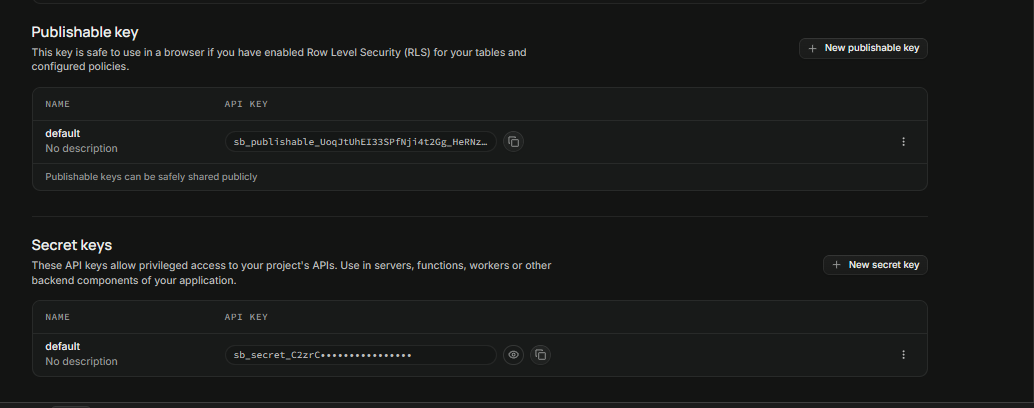 Publishable key
This key is safe to use in a browser if you have enabled Row Level Security (RLS) for your tables and
configured policies.
+ New publishable key
NAME API KEY
default
No description
sb_publishable_UoqJtUhEI33SPfNji4t2Gg_HeRNz…
Publishable keys can be safely shared publicly
Secret keys
These API keys allow privileged access to your project's APIs. Use in servers, functions, workers or other
backend components of your application.
+ New secret key
NAME API KEY
default
No description
sb_secret_C2zrC••••••••••••••••